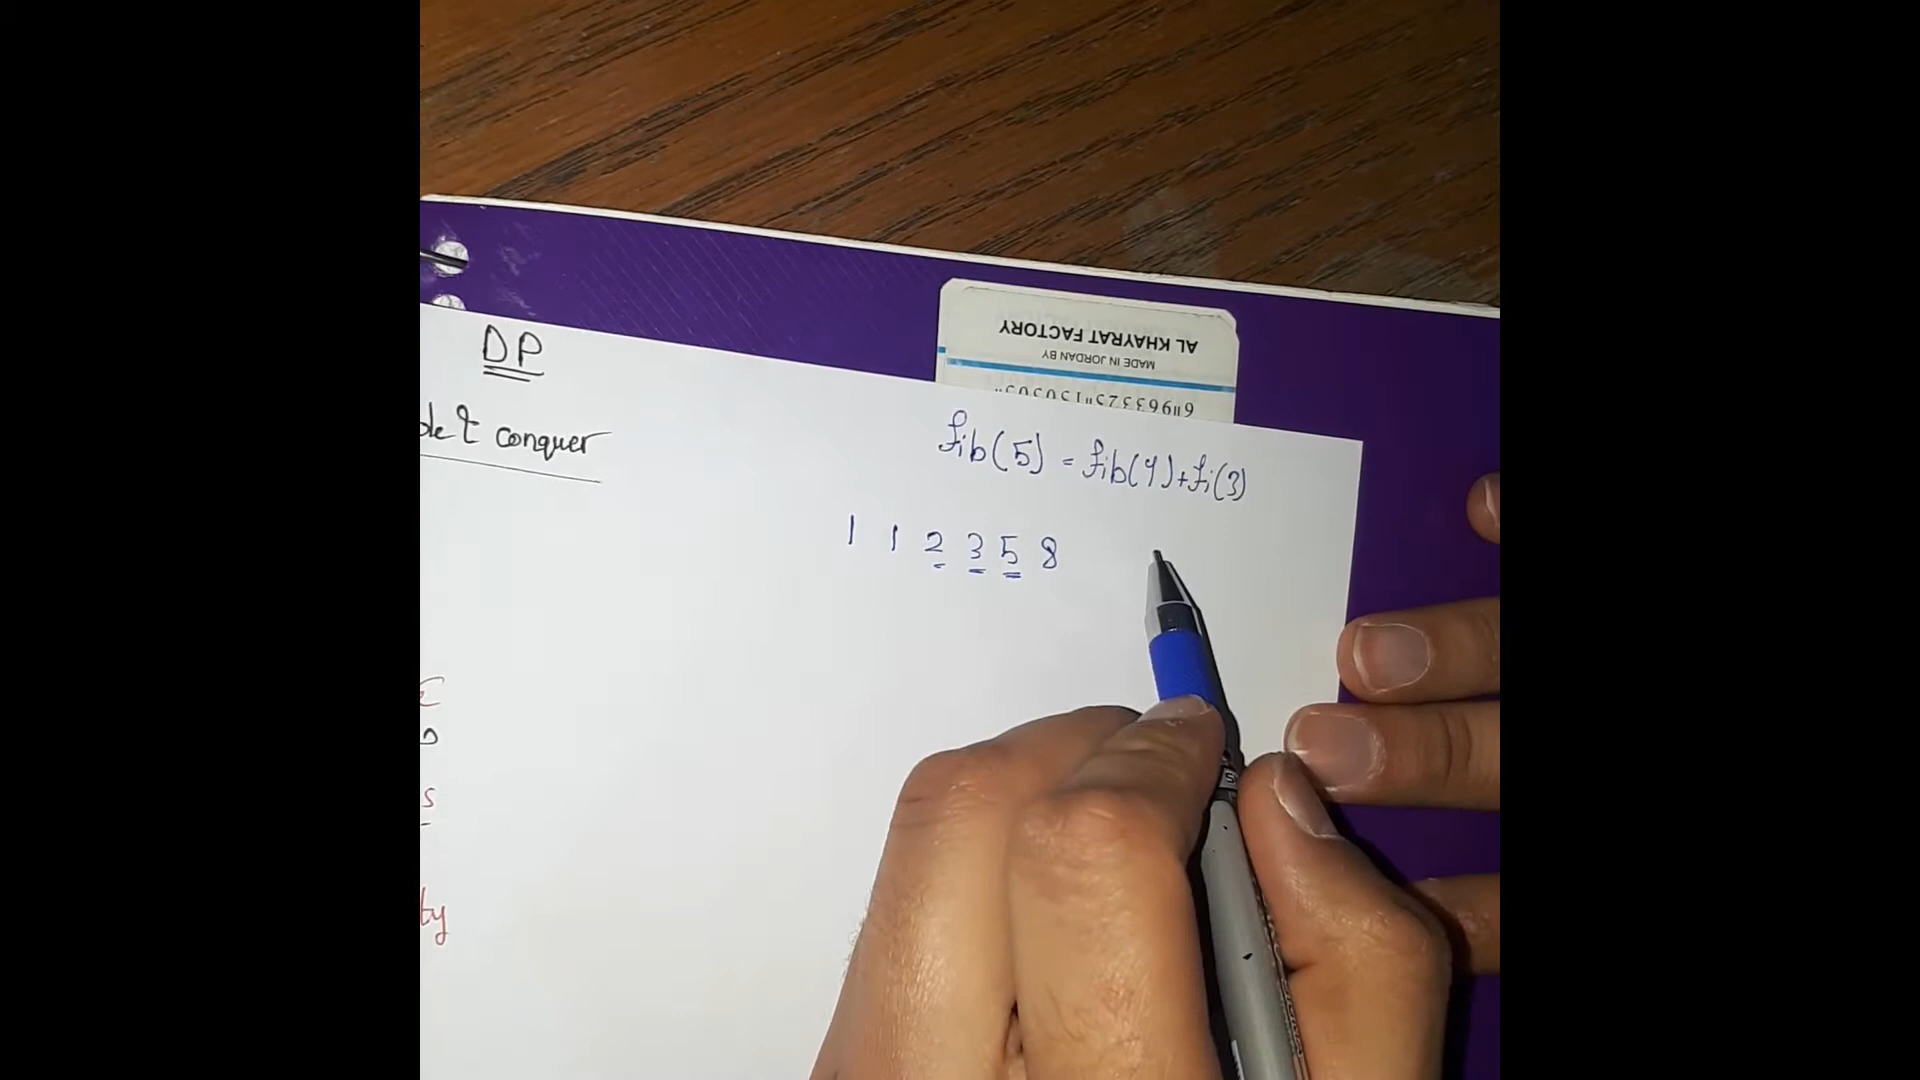 AL KHAYRAT FACTORY
MADE IN JORDAN BY
DP
conquer
fib(5) = fib(4)+fi(3)
1 1 2 3 5 8